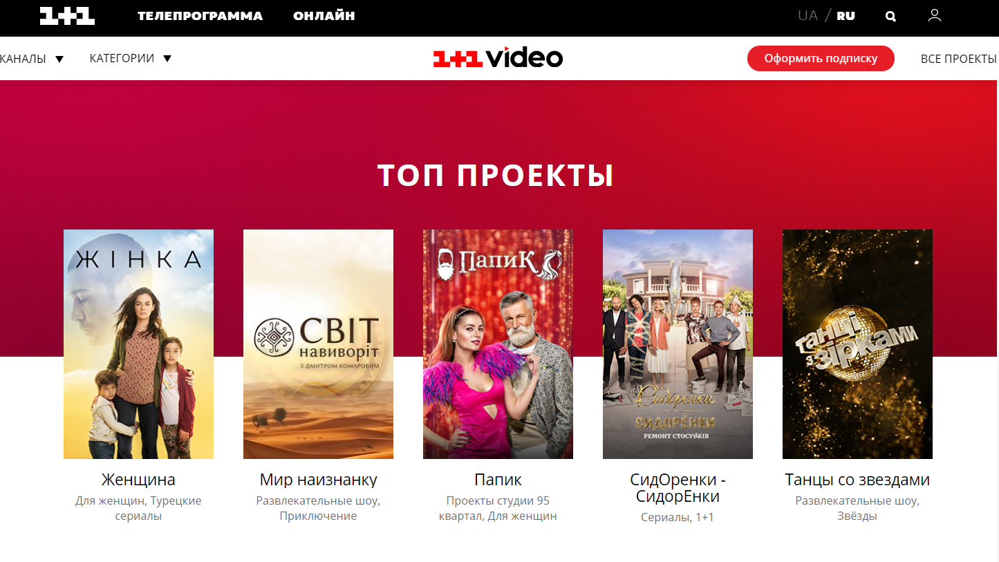 1+1 ТЕЛЕПРОГРАММА ОНЛАЙН UA / RU
КАНАЛЫ КАТЕГОРИИ 1+1 video Оформить подписку ВСЕ ПРОЕКТЫ
ТОП ПРОЕКТЫ
ЖІНКА
СВІТ
навиворіт
З ДМИТРОМ КОМАРОВИМ
ПапиК
Сидоренки
СИДОРЕНКИ
РЕМОНТ СТОСУНКІВ
танці
з зірками
Женщина
Для женщин, Турецкие
сериалы
Мир наизнанку
Развлекательные шоу,
Приключение
Папик
Проекты студии 95
квартал, Для женщин
СидОренки -
СидорЕнки
Сериалы, 1+1
Танцы со звездами
Развлекательные шоу,
Звёзды